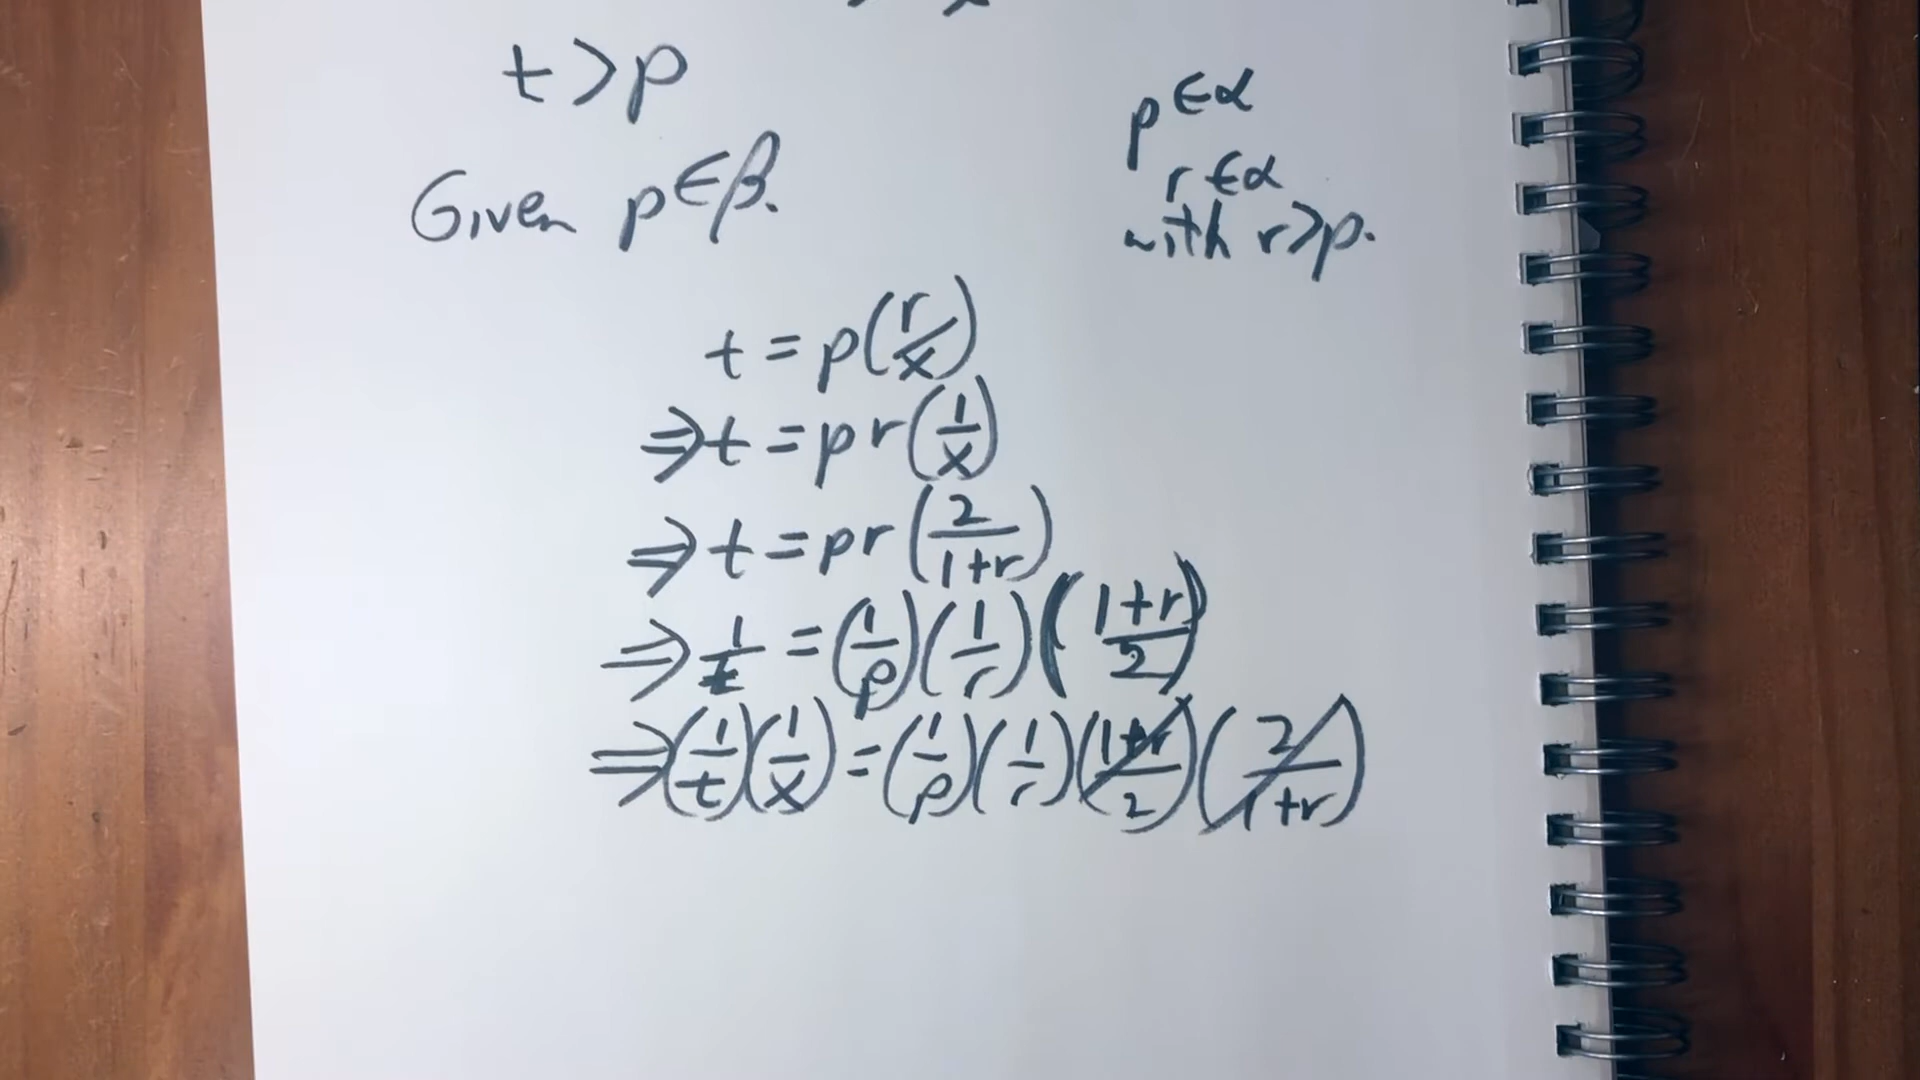 t > p
p ∈ α
r ∈ α
with r > p.
Given p ∈ β.
t = p(r/x)
⇒ t = pr(1/x)
⇒ t = pr(2/(1+r))
⇒ 1/t = (1/p)(1/r)((1+r)/2)
⇒ (1/t)(1/x) = (1/p)(1/r)((1+r)/2)(2/(1+r))